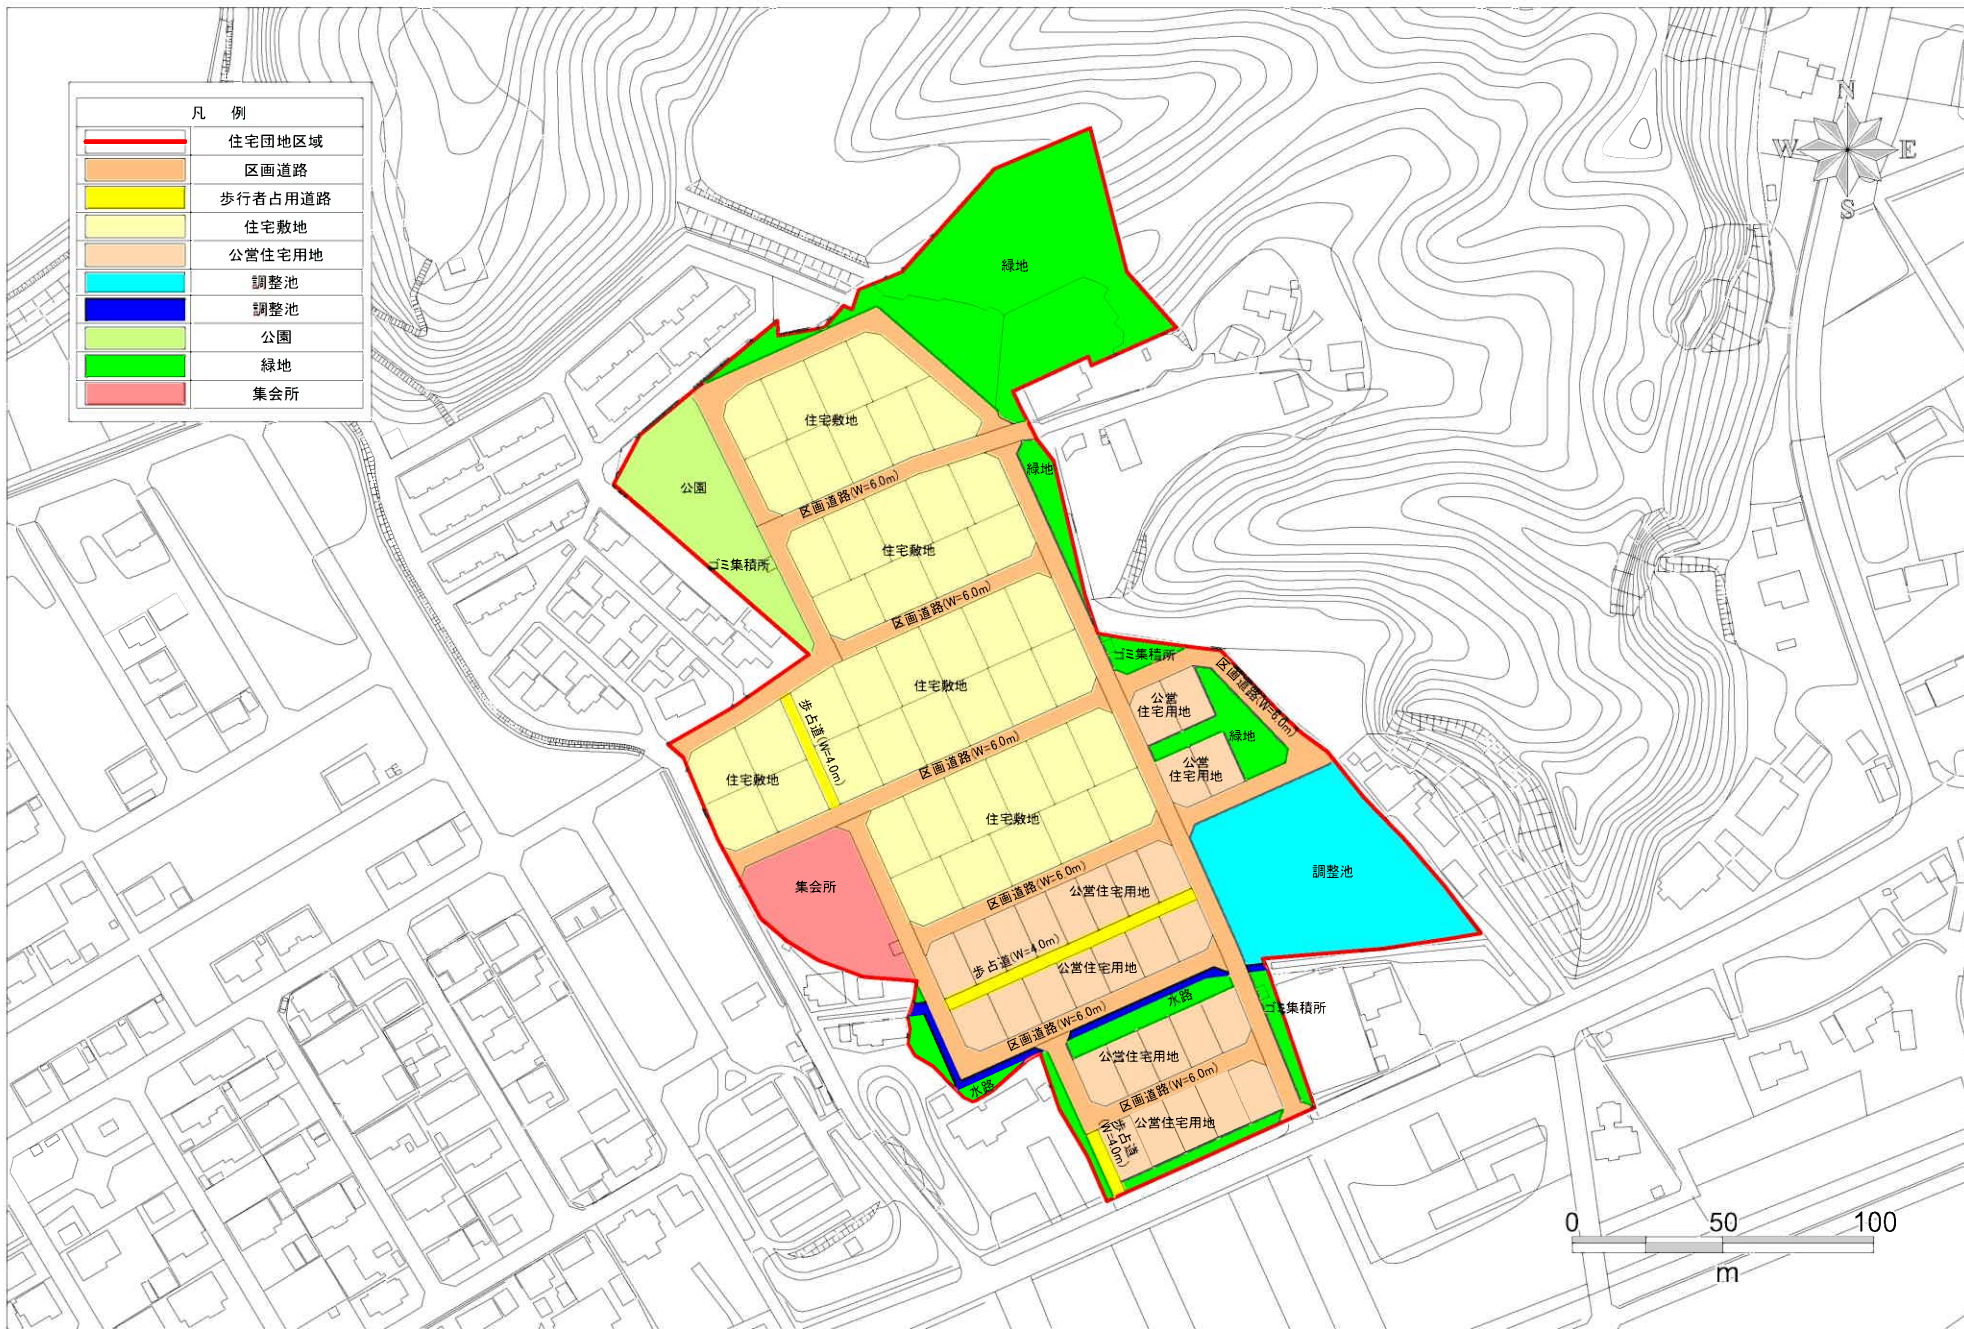 凡 例
住宅団地区域
区画道路
歩行者占用道路
住宅敷地
公営住宅用地
調整池
調整池
公園
緑地
集会所
N
W E
S
緑地
住宅敷地
緑地
公園
区画道路(W=6.0m)
住宅敷地
ゴミ集積所
区画道路(W=6.0m)
ゴミ集積所
区画道路(W=6.0m)
住宅敷地
公営
住宅用地
歩占道(W=4.0m)
緑地
区画道路(W=6.0m)
公営
住宅用地
住宅敷地
住宅敷地
調整池
集会所
区画道路(W=6.0m)
公営住宅用地
歩占道(W=4.0m)
公営住宅用地
水路
ゴミ集積所
区画道路(W=6.0m)
公営住宅用地
水路
区画道路(W=6.0m)
公営住宅用地
歩占道
(W=4.0m)
0 50 100
m